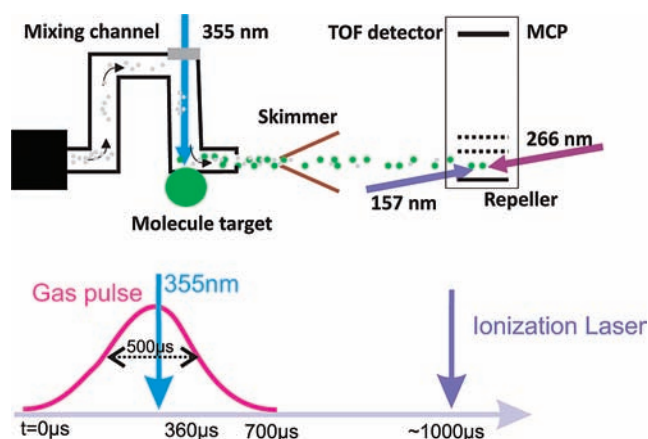 Mixing channel
355 nm
TOF detector
MCP
Skimmer
266 nm
157 nm
Repeller
Molecule target
Gas pulse
355nm
500µs
Ionization Laser
t=0µs
360µs
700µs
~1000µs